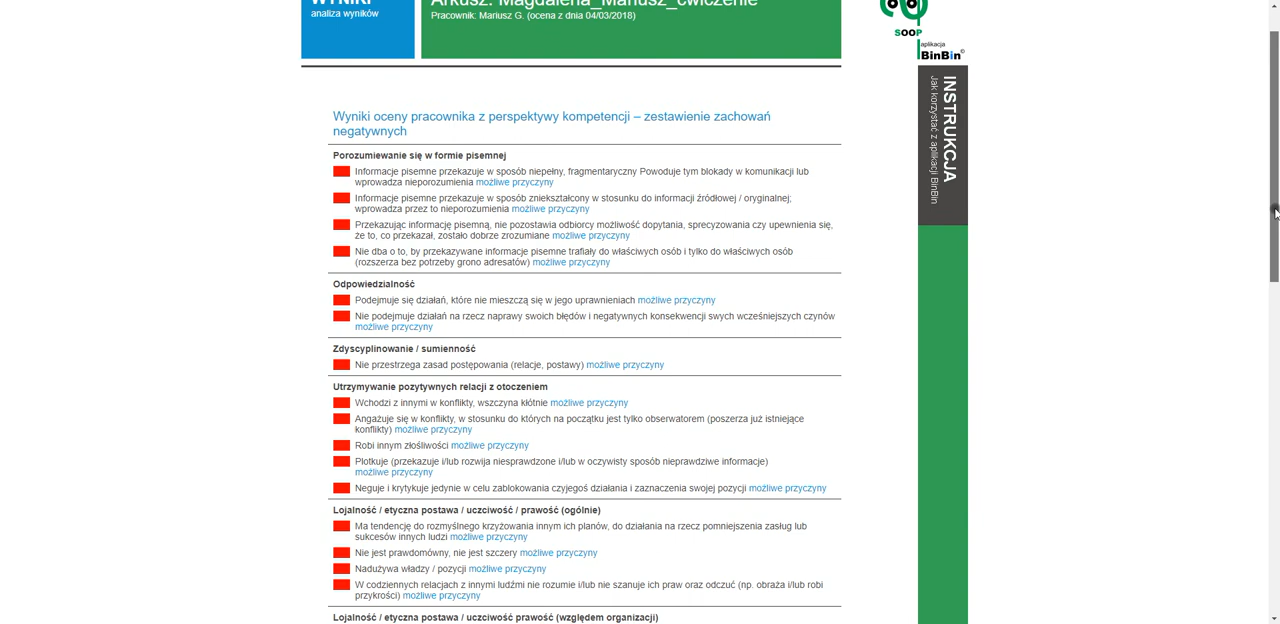 WYNIKI
analiza wyników
Arkusz: Magdalena_Mariusz_ćwiczenie
Pracownik: Mariusz G. (ocena z dnia 04/03/2018)
SOOP
aplikacja
BinBin©
INSTRUKCJA
Jak korzystać z aplikacji BinBin
Wyniki oceny pracownika z perspektywy kompetencji – zestawienie zachowań
negatywnych
Porozumiewanie się w formie pisemnej
Informacje pisemne przekazuje w sposób niepełny, fragmentaryczny Powoduje tym blokady w komunikacji lub
wprowadza nieporozumienia możliwe przyczyny
Informacje pisemne przekazuje w sposób zniekształcony w stosunku do informacji źródłowej / oryginalnej;
wprowadza przez to nieporozumienia możliwe przyczyny
Przekazując informację pisemną, nie pozostawia odbiorcy możliwość dopytania, sprecyzowania czy upewnienia się,
że to, co przekazał, zostało dobrze zrozumiane możliwe przyczyny
Nie dba o to, by przekazywane informacje pisemne trafiały do właściwych osób i tylko do właściwych osób
(rozszerza bez potrzeby grono adresatów) możliwe przyczyny
Odpowiedzialność
Podejmuje się działań, które nie mieszczą się w jego uprawnieniach możliwe przyczyny
Nie podejmuje działań na rzecz naprawy swoich błędów i negatywnych konsekwencji swych wcześniejszych czynów
możliwe przyczyny
Zdyscyplinowanie / sumienność
Nie przestrzega zasad postępowania (relacje, postawy) możliwe przyczyny
Utrzymywanie pozytywnych relacji z otoczeniem
Wchodzi z innymi w konflikty, wszczyna kłótnie możliwe przyczyny
Angażuje się w konflikty, w stosunku do których na początku jest tylko obserwatorem (poszerza już istniejące
konflikty) możliwe przyczyny
Robi innym złośliwości możliwe przyczyny
Plotkuje (przekazuje i/lub rozwija niesprawdzone i/lub w oczywisty sposób nieprawdziwe informacje)
możliwe przyczyny
Neguje i krytykuje jedynie w celu zablokowania czyjegoś działania i zaznaczenia swojej pozycji możliwe przyczyny
Lojalność / etyczna postawa / uczciwość / prawość (ogólnie)
Ma tendencję do rozmyślnego krzyżowania innym ich planów, do działania na rzecz pomniejszenia zasług lub
sukcesów innych ludzi możliwe przyczyny
Nie jest prawdomówny, nie jest szczery możliwe przyczyny
Nadużywa władzy / pozycji możliwe przyczyny
W codziennych relacjach z innymi ludźmi nie rozumie i/lub nie szanuje ich praw oraz odczuć (np. obraża i/lub robi
przykrości) możliwe przyczyny
Lojalność / etyczna postawa / uczciwość prawość (względem organizacji)